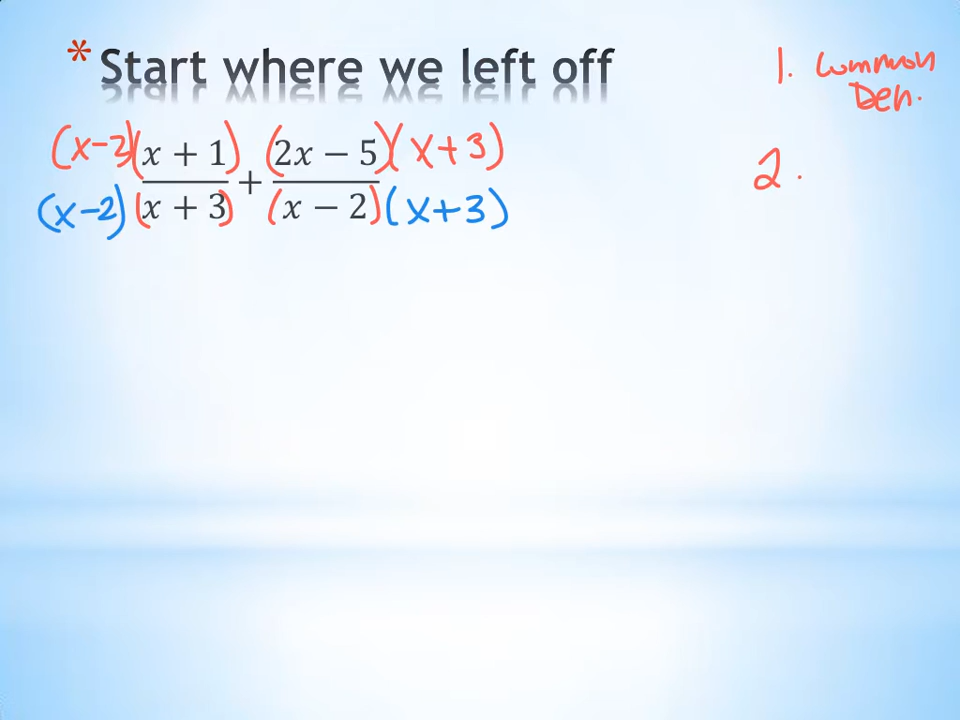 * Start where we left off
1. Common
Den.
2.
(x-2)(x + 1) + (2x − 5)(x+3)
(x-2)(x + 3) (x − 2)(x+3)